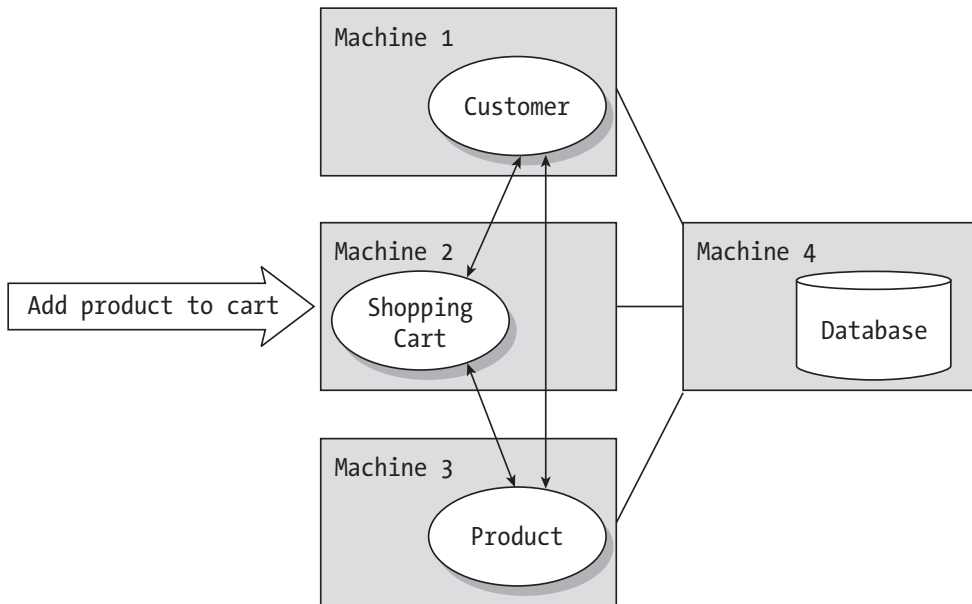 Machine 1
Customer
Machine 2
Machine 4
Add product to cart
Shopping
Cart
Database
Machine 3
Product